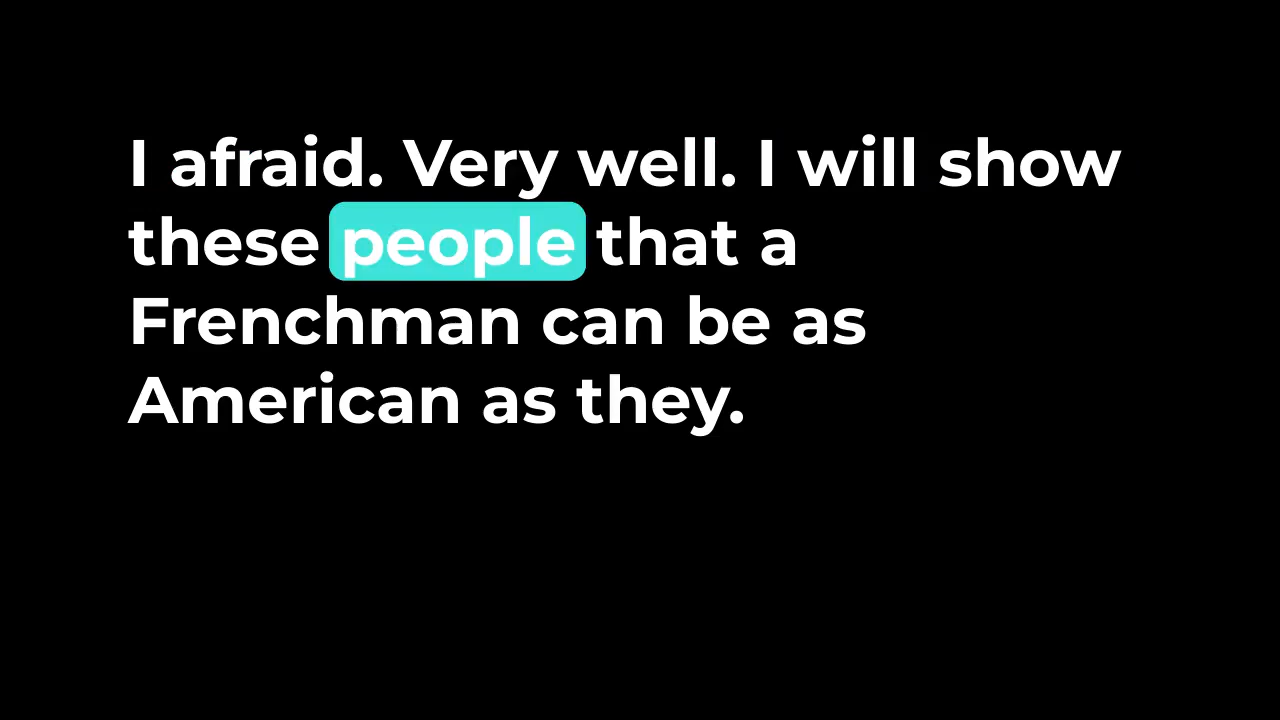 I afraid. Very well. I will show
these people that a
Frenchman can be as
American as they.